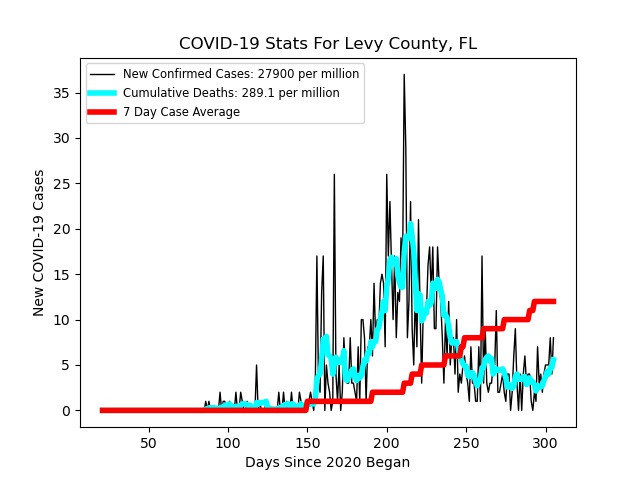 COVID-19 Stats For Levy County, FL
New Confirmed Cases: 27900 per million
Cumulative Deaths: 289.1 per million
7 Day Case Average
New COVID-19 Cases
35
30
25
20
15
10
5
0
50 100 150 200 250 300
Days Since 2020 Began